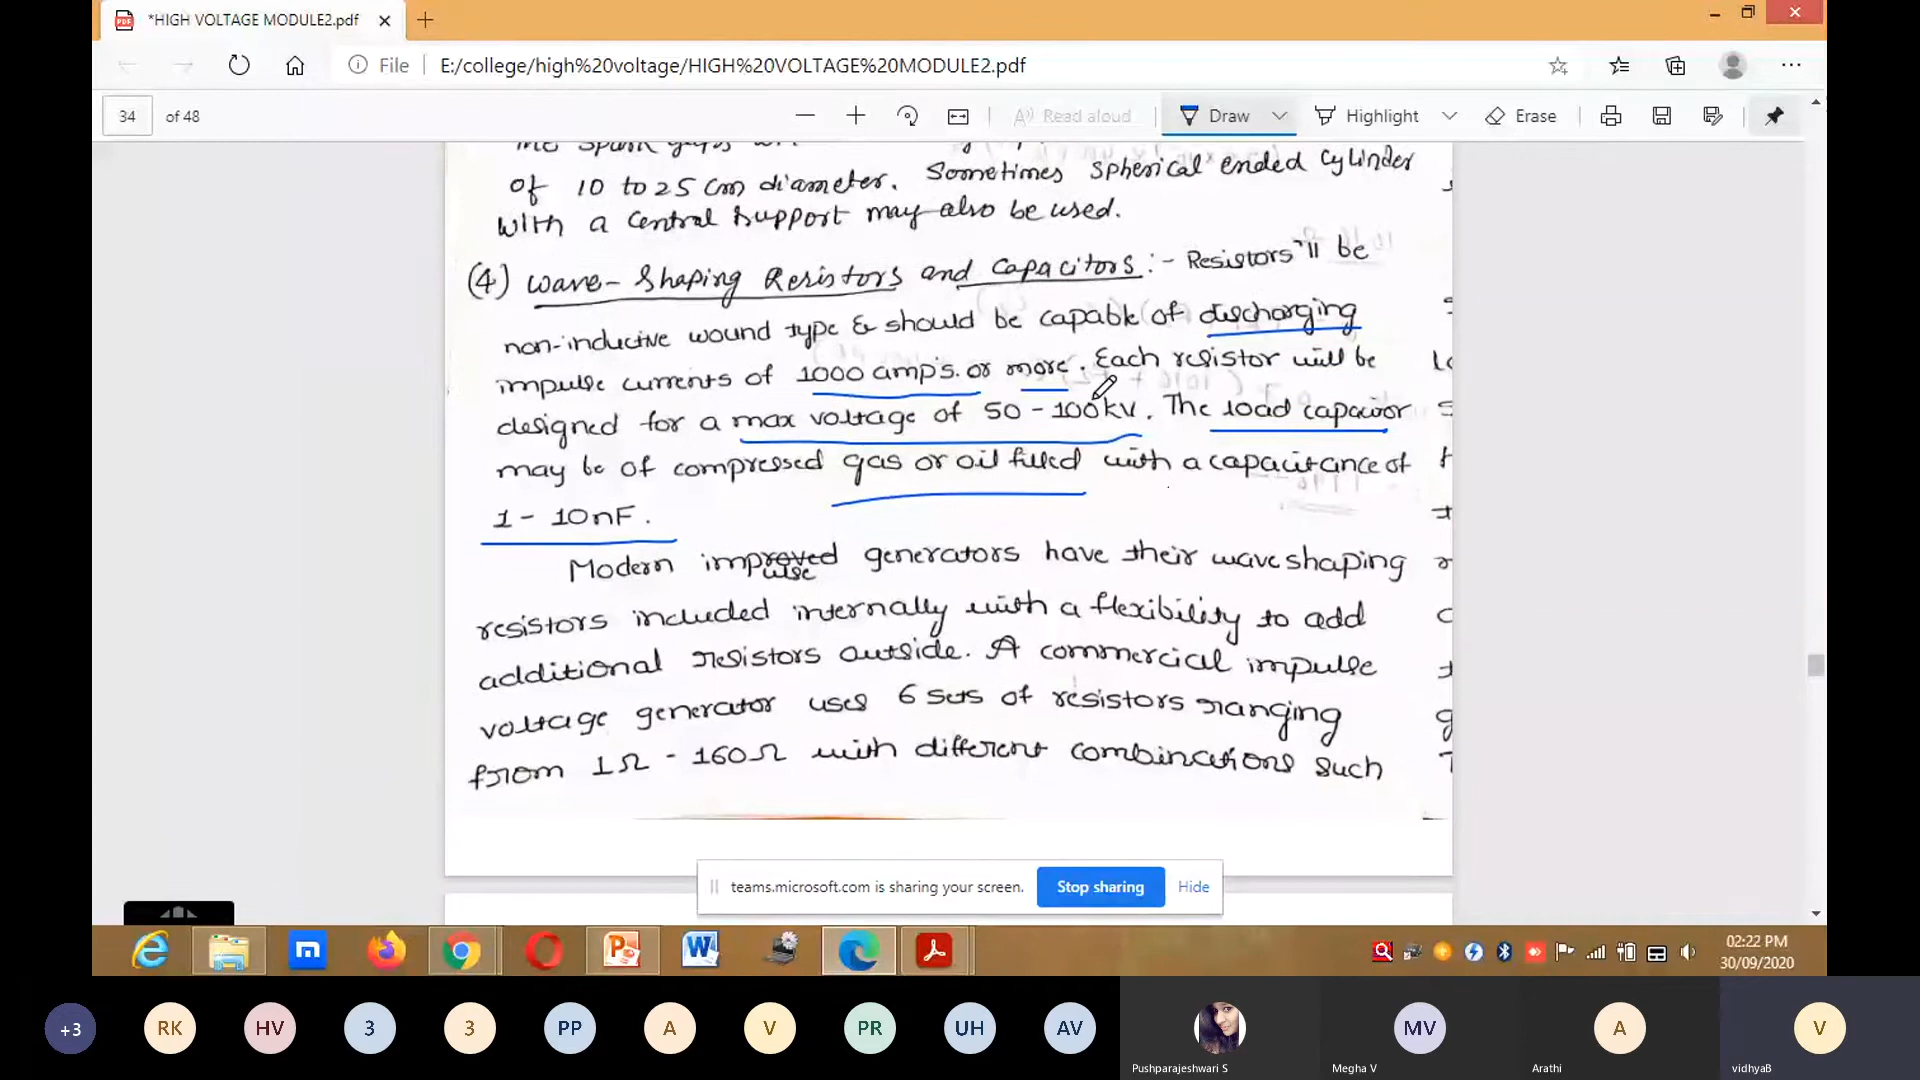 *HIGH VOLTAGE MODULE2.pdf
File E:/college/high%20voltage/HIGH%20VOLTAGE%20MODULE2.pdf
34 of 48 Read aloud Draw Highlight Erase
the spark gaps
of 10 to 25 cm diameter. Sometimes spherical ended cylinder
with a central support may also be used.
(4) Wave-Shaping Resistors and Capacitors :- Resistors 'll be
non-inductive wound type & should be capable of discharging
impulse currents of 1000 amp's. or more. Each resistor will be
designed for a max voltage of 50 - 100kV. The load capacitor
may be of compressed gas or oil filled with a capacitance of
1 - 10nF.
Modern improved generators have their wave shaping
ulse
resistors included internally with a flexibility to add
additional resistors outside. A commercial impulse
voltage generator uses 6 sets of resistors ranging
from 1Ω - 160Ω with different combinations such
teams.microsoft.com is sharing your screen. Stop sharing Hide
02:22 PM
30/09/2020
+3 RK HV 3 3 PP A V PR UH AV MV A V
Pushparajeshwari S Megha V Arathi vidhyaB